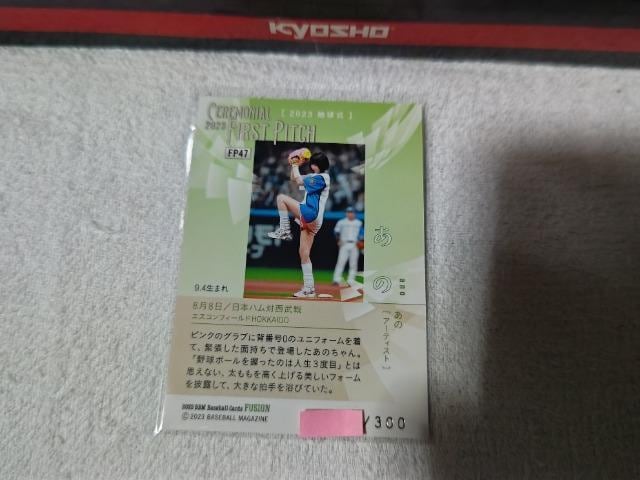 KYOSHO
CEREMONIAL
[ 2023 始球式 ]
2023 FIRST PITCH
FP47
あの
ano
あの
[アーティスト]
9.4生まれ
8月8日／日本ハム対西武戦
エスコンフィールドHOKKAIDO
ピンクのグラブに背番号0のユニフォームを着
て、緊張した面持ちで登場したあのちゃん。
「野球ボールを握ったのは人生3度目」とは
思えない、太ももを高く上げる美しいフォーム
を披露して、大きな拍手を浴びていた。
2023 BBM Baseball Cards FUSION
© 2023 BASEBALL MAGAZINE
/300